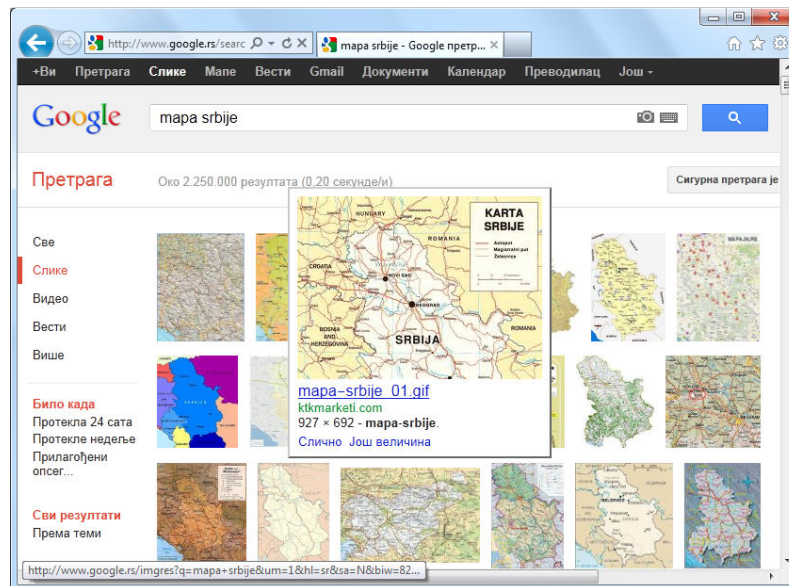 http://www.google.rs/searc
mapa srbije - Google претр...
+Ви Претрага Слике Мапе Вести Gmail Документи Календар Преводилац Још
Google
mapa srbije
Претрага
Око 2.250.000 резултата (0,20 секунде/и)
Сигурна претрага је
Све
Слике
Видео
Вести
Више
Било када
Протекла 24 сата
Протекле недеље
Прилагођени
опсег...
Сви резултати
Према теми
HUNGARY
KARTA
SRBIJE
ROMANIA
Autoput
Magistralni put
Železnice
CROATIA
NOVI SAD
BEOGRAD
BOSNIA
AND
HERZEGOVINA
SRBIJA
ROMANIA
mapa-srbije_01.gif
ktkmarketi.com
927 × 692 - mapa-srbije.
Слично Још величина
MAPA.IN.RS
http://www.google.rs/imgres?q=mapa+srbije&um=1&hl=sr&sa=N&biw=82...